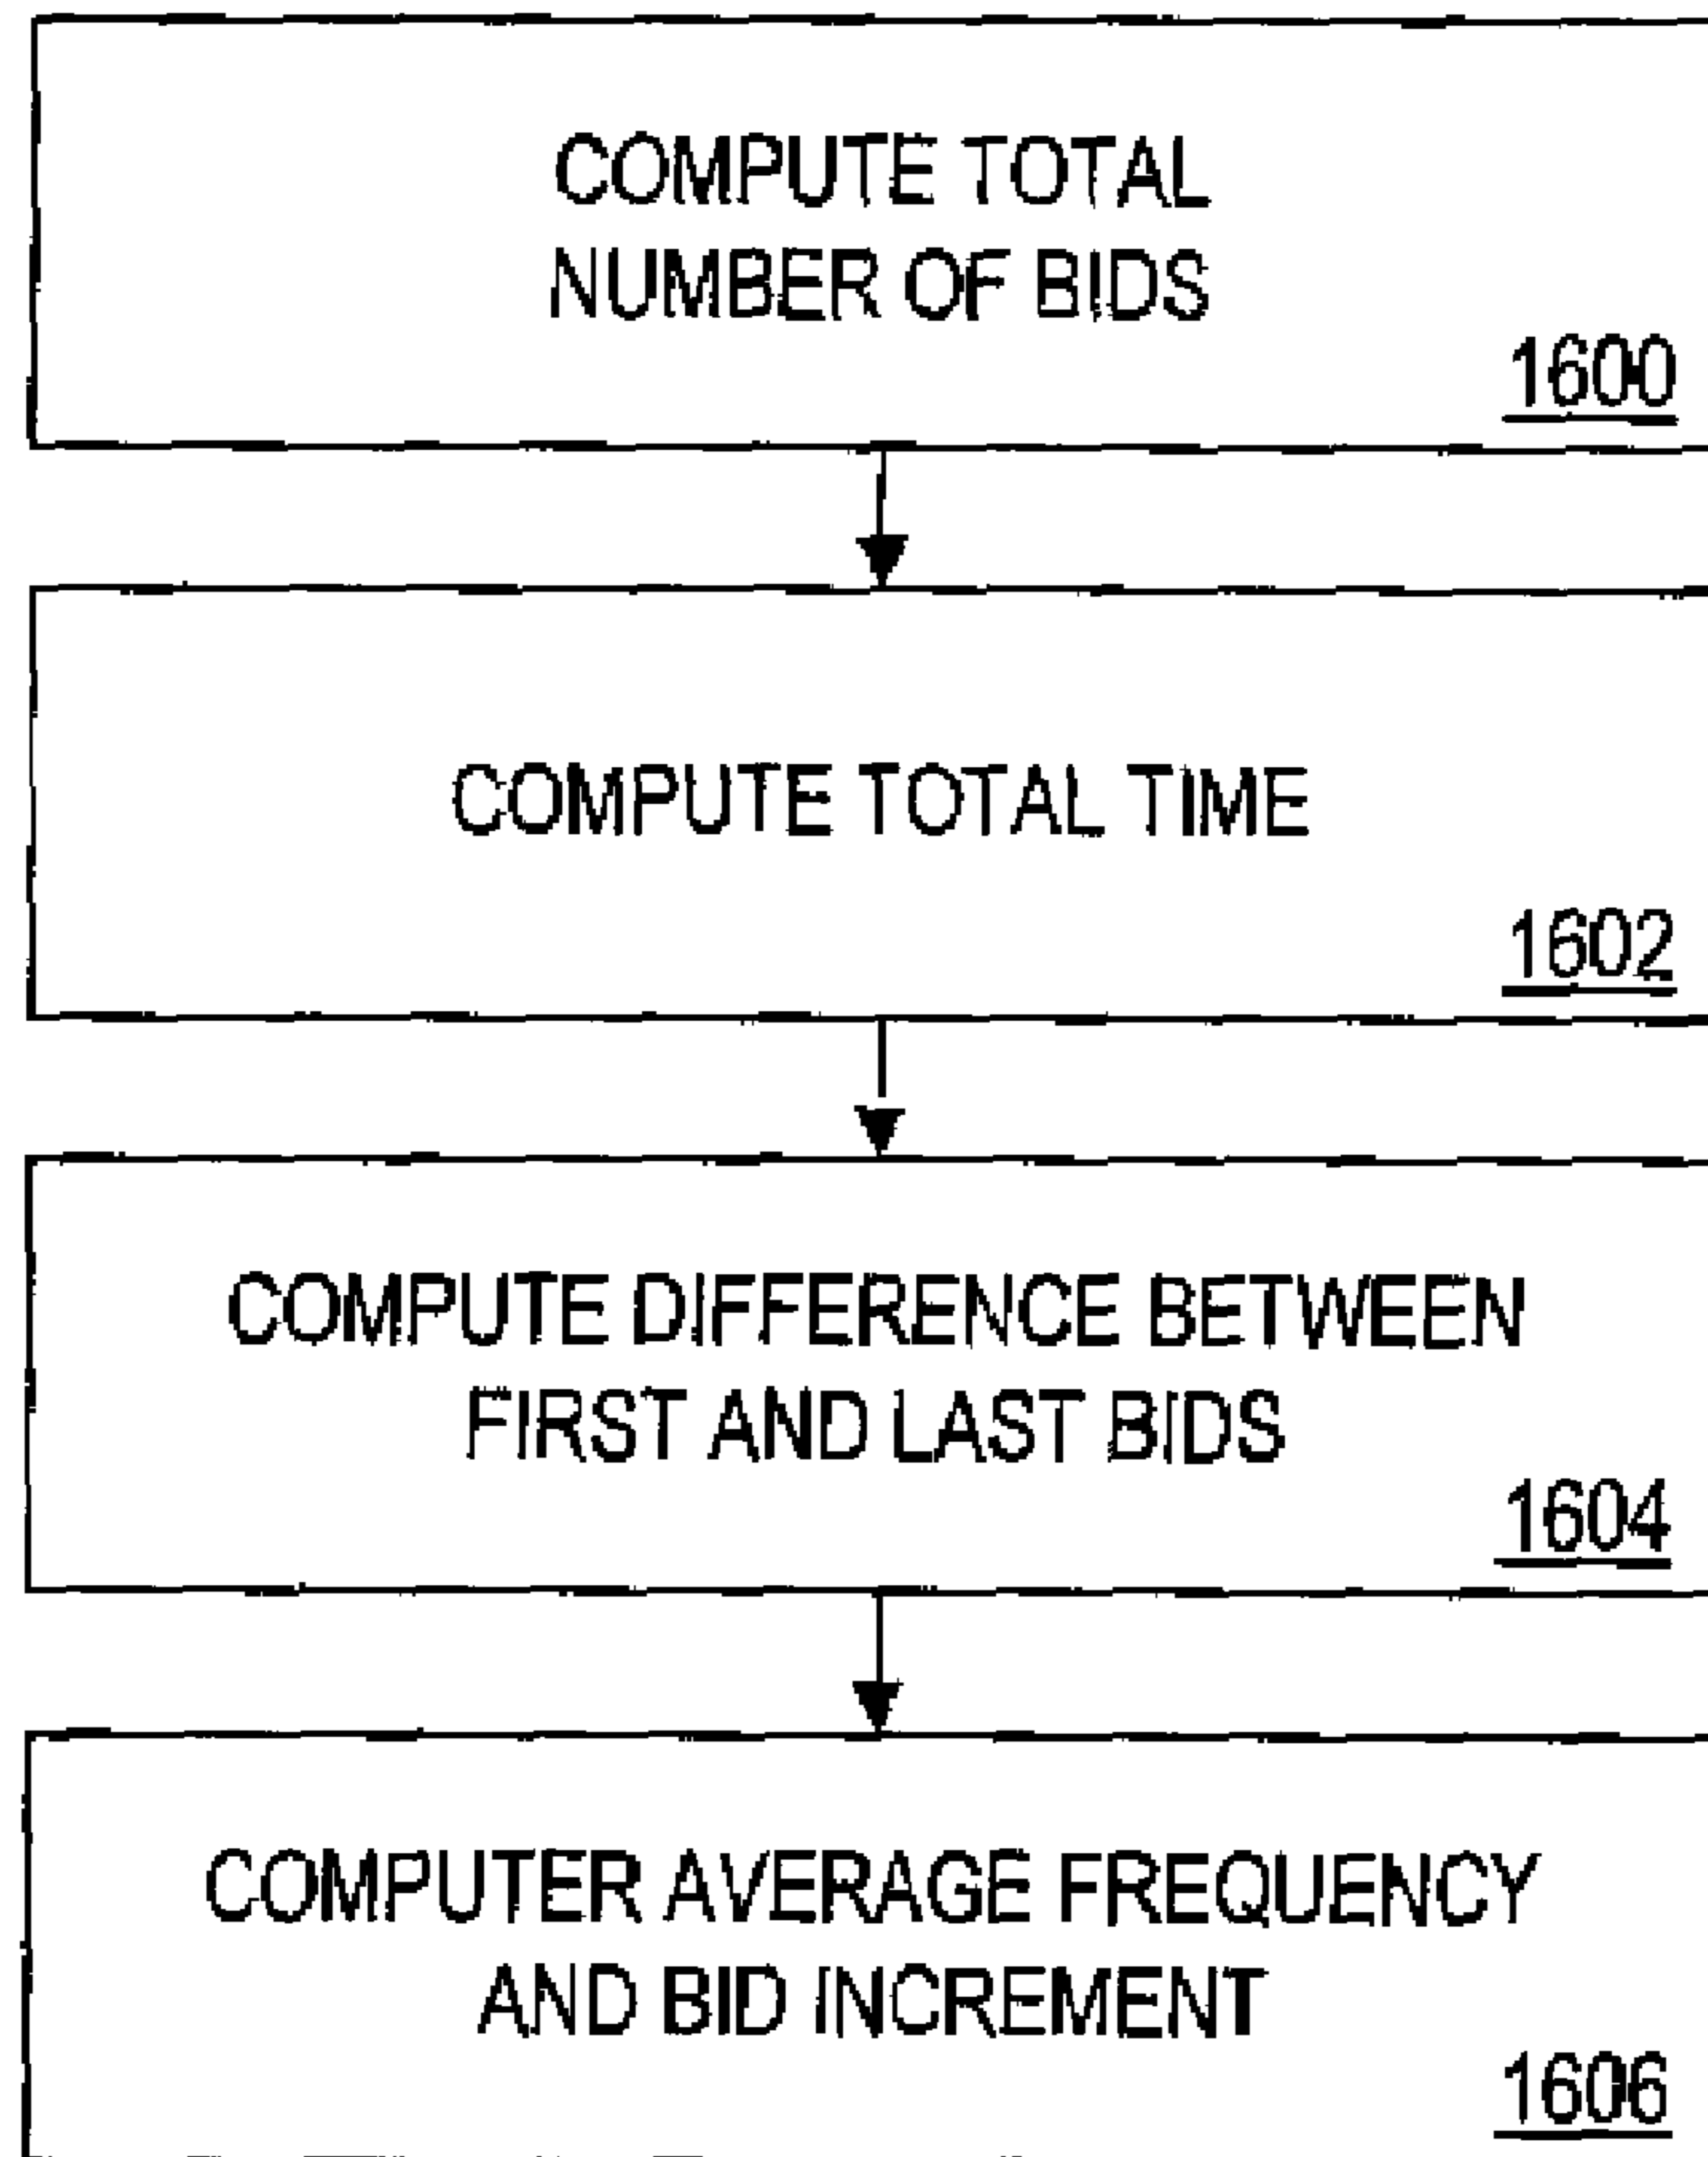 COMPUTE TOTAL
NUMBER OF BIDS
1600
COMPUTE TOTAL TIME
1602
COMPUTE DIFFERENCE BETWEEN
FIRST AND LAST BIDS
1604
COMPUTER AVERAGE FREQUENCY
AND BID INCREMENT
1606